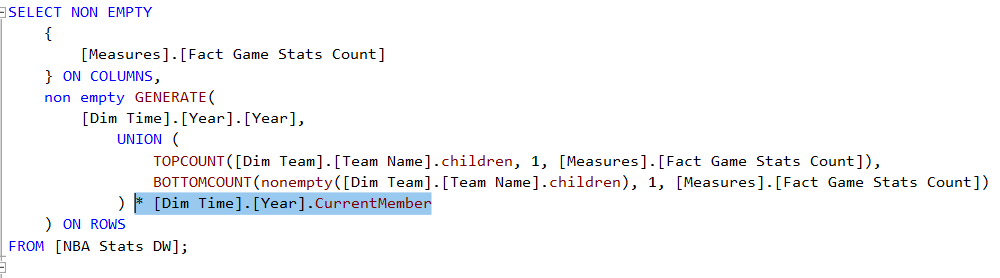 SELECT NON EMPTY
{
[Measures].[Fact Game Stats Count]
} ON COLUMNS,
non empty GENERATE(
[Dim Time].[Year].[Year],
UNION (
TOPCOUNT([Dim Team].[Team Name].children, 1, [Measures].[Fact Game Stats Count]),
BOTTOMCOUNT(nonempty([Dim Team].[Team Name].children), 1, [Measures].[Fact Game Stats Count])
) * [Dim Time].[Year].CurrentMember
) ON ROWS
FROM [NBA Stats DW];